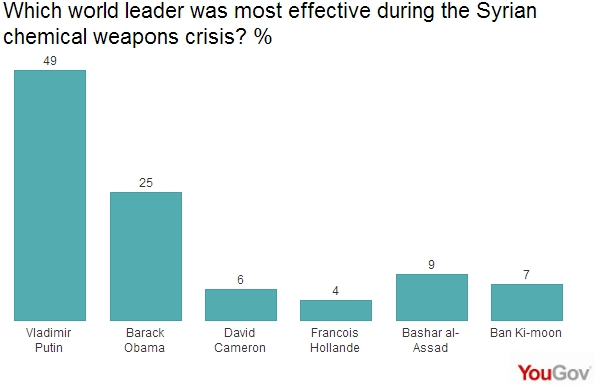 Which world leader was most effective during the Syrian
chemical weapons crisis? %
49
25
6
4
9
7
Vladimir
Putin
Barack
Obama
David
Cameron
Francois
Hollande
Bashar al-
Assad
Ban Ki-moon
YouGov